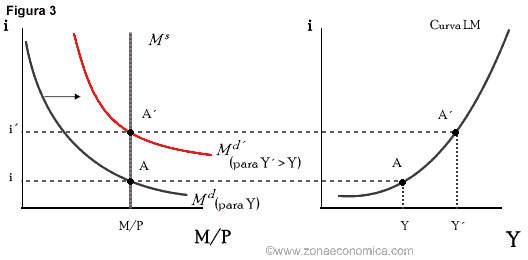 Figura 3
i
M^s
A´
i´
M^d´
(para Y´ > Y)
A
i
M^d
(para Y)
M/P
M/P
i
Curva LM
A´
A
Y
Y´
Y
©www.zonaeconomica.com